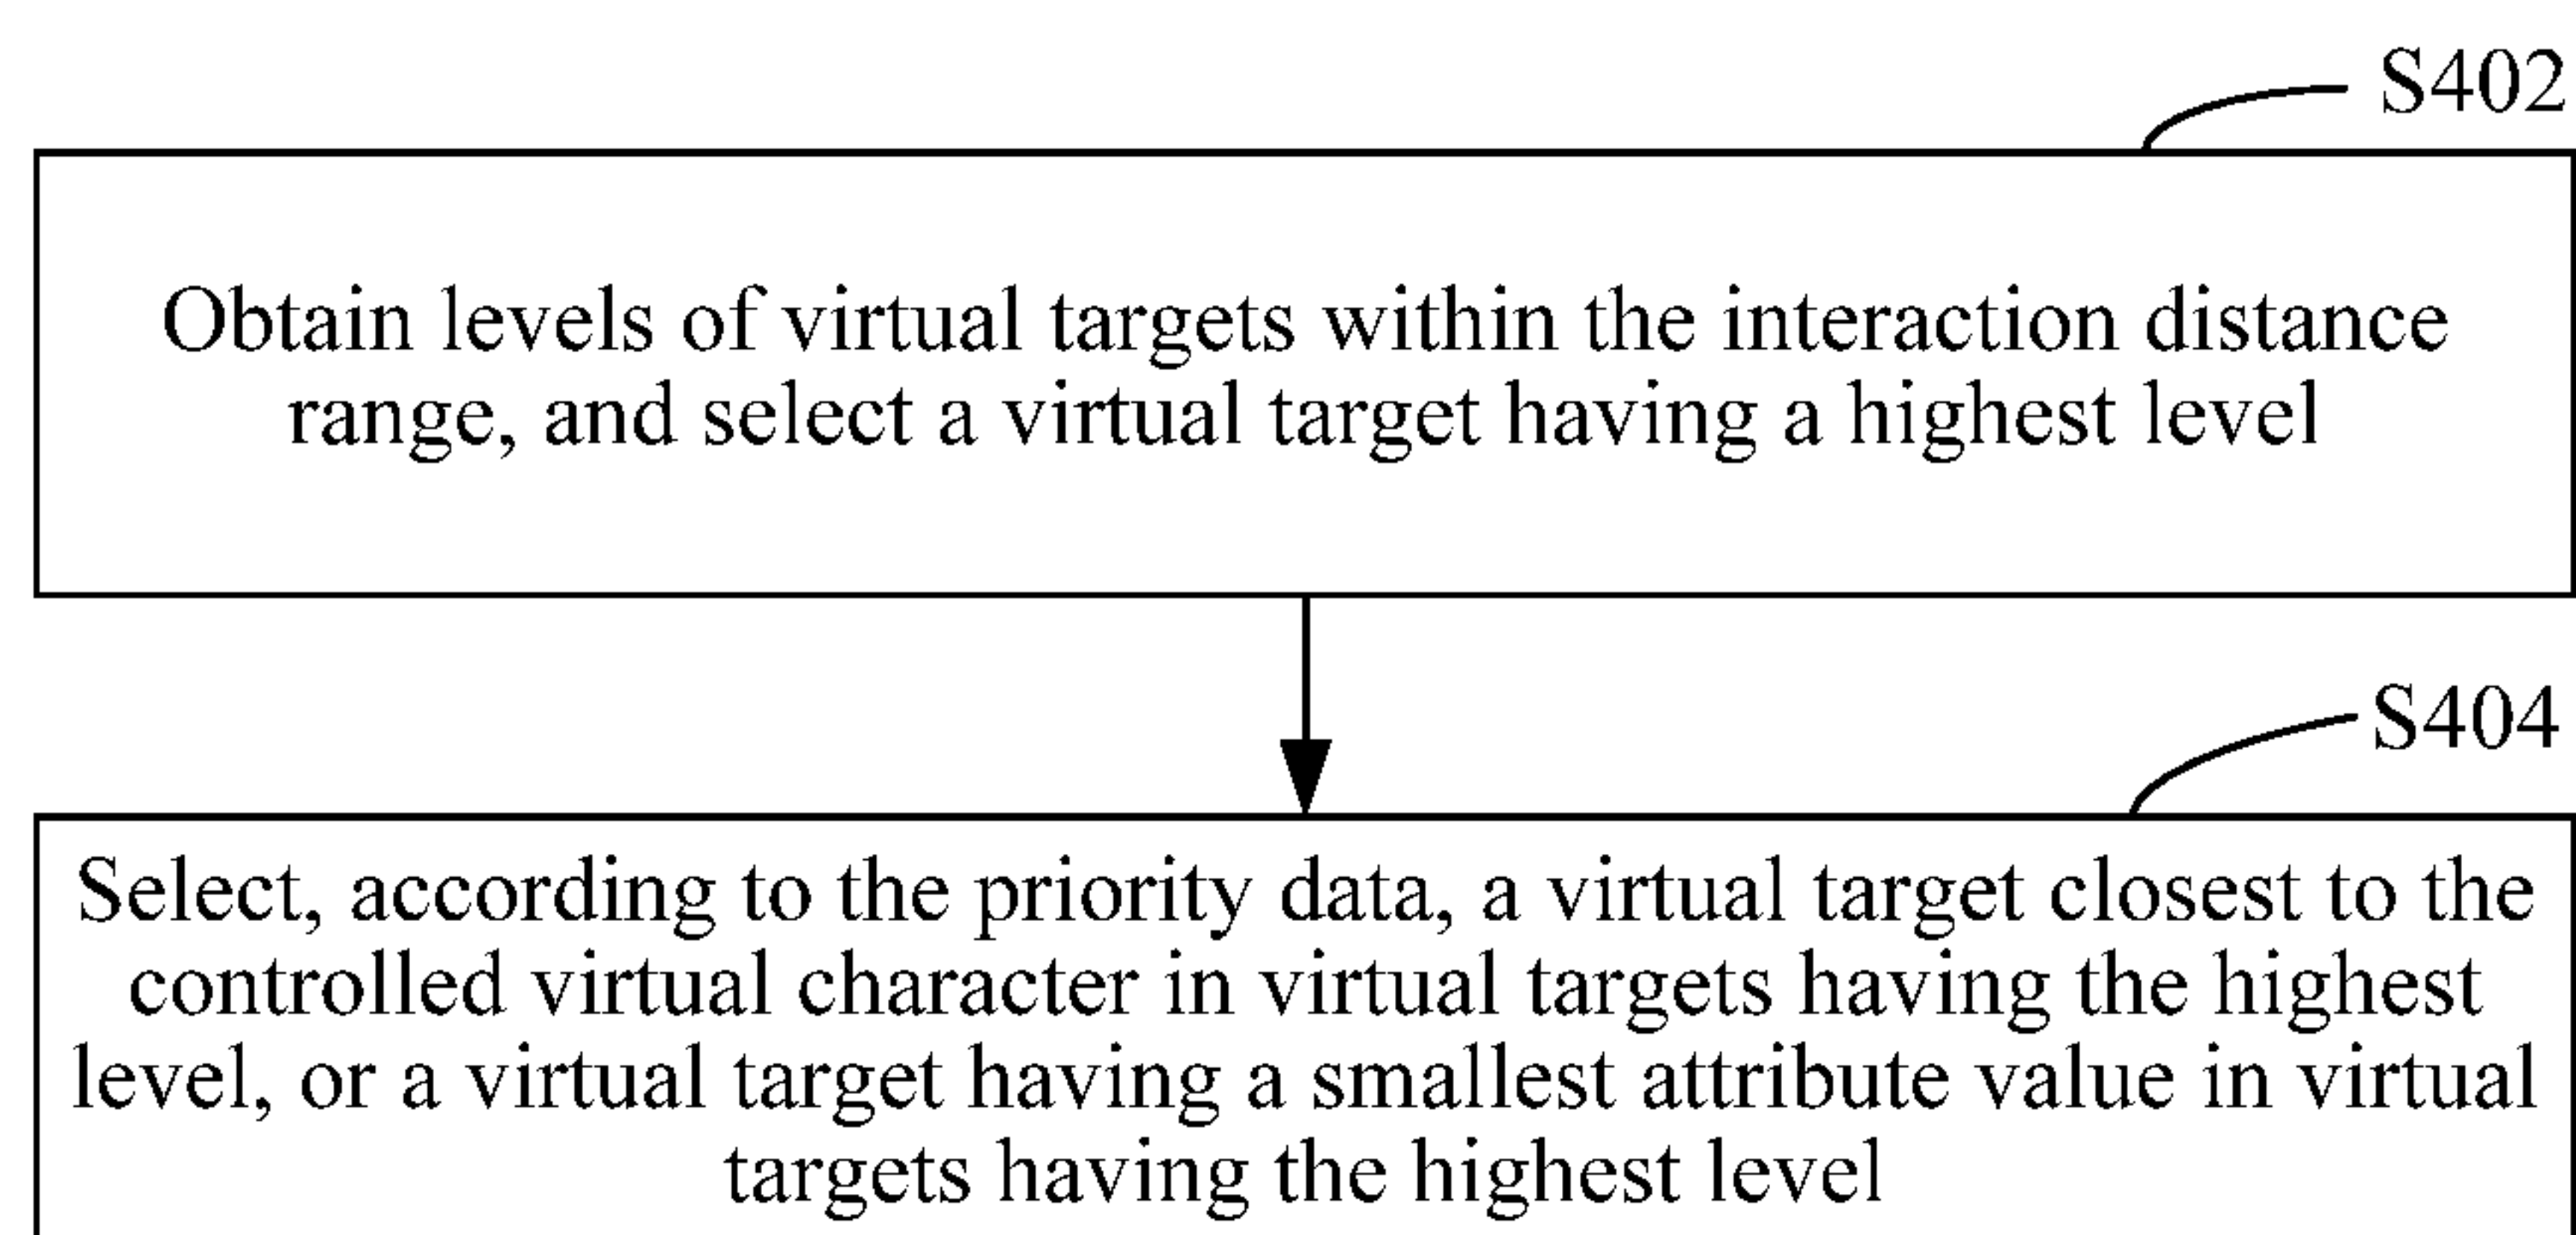 S402
Obtain levels of virtual targets within the interaction distance
range, and select a virtual target having a highest level
S404
Select, according to the priority data, a virtual target closest to the
controlled virtual character in virtual targets having the highest
level, or a virtual target having a smallest attribute value in virtual
targets having the highest level